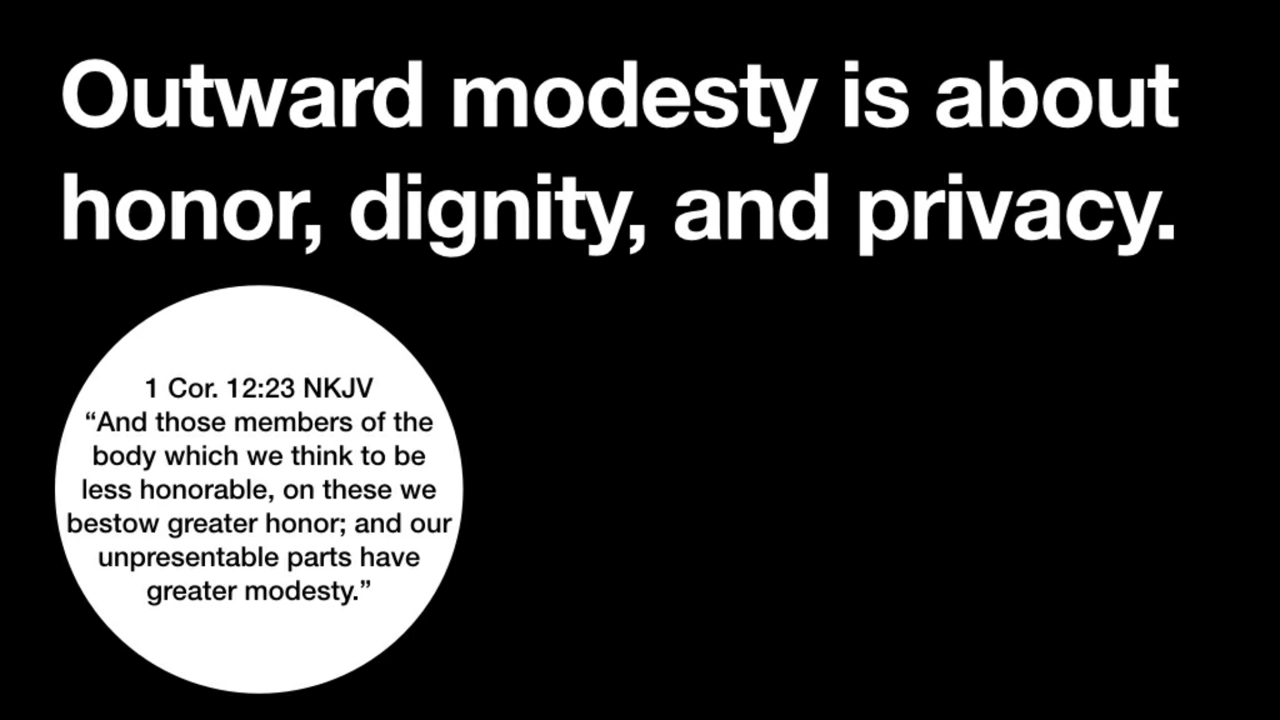 Outward modesty is about
honor, dignity, and privacy.
1 Cor. 12:23 NKJV
“And those members of the
body which we think to be
less honorable, on these we
bestow greater honor; and our
unpresentable parts have
greater modesty.”